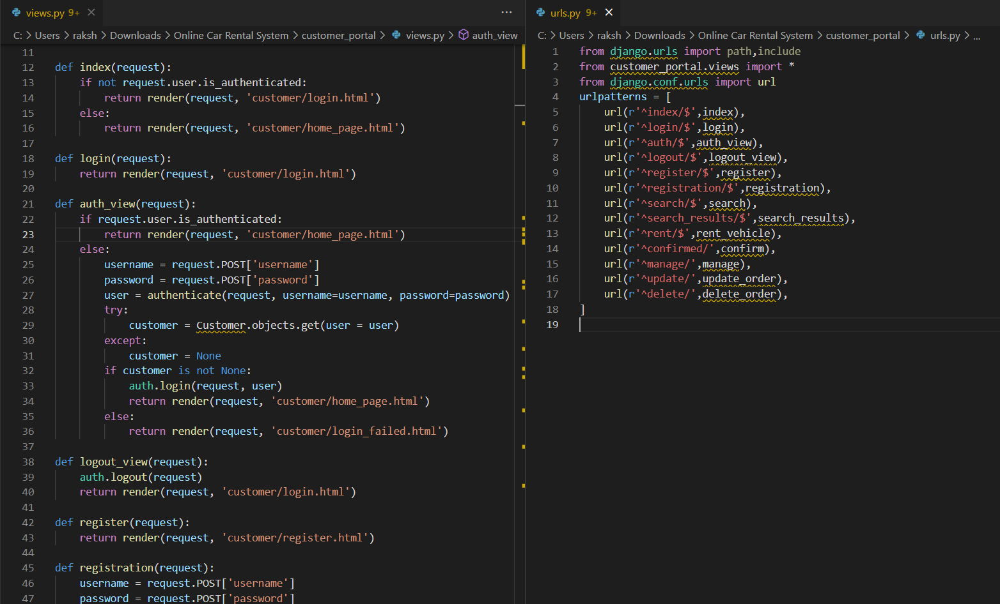 views.py 9+ ×
C: > Users > raksh > Downloads > Online Car Rental System > customer_portal > views.py > auth_view
11
12 def index(request):
13     if not request.user.is_authenticated:
14         return render(request, 'customer/login.html')
15     else:
16         return render(request, 'customer/home_page.html')
17
18 def login(request):
19     return render(request, 'customer/login.html')
20
21 def auth_view(request):
22     if request.user.is_authenticated:
23         return render(request, 'customer/home_page.html')
24     else:
25         username = request.POST['username']
26         password = request.POST['password']
27         user = authenticate(request, username=username, password=password)
28         try:
29             customer = Customer.objects.get(user = user)
30         except:
31             customer = None
32         if customer is not None:
33             auth.login(request, user)
34             return render(request, 'customer/home_page.html')
35         else:
36             return render(request, 'customer/login_failed.html')
37
38 def logout_view(request):
39     auth.logout(request)
40     return render(request, 'customer/login.html')
41
42 def register(request):
43     return render(request, 'customer/register.html')
44
45 def registration(request):
46     username = request.POST['username']
47     password = request.POST['password']
urls.py 9+ ×
C: > Users > raksh > Downloads > Online Car Rental System > customer_portal > urls.py > ...
1 from django.urls import path,include
2 from customer_portal.views import *
3 from django.conf.urls import url
4 urlpatterns = [
5     url(r'^index/$',index),
6     url(r'^login/$',login),
7     url(r'^auth/$',auth_view),
8     url(r'^logout/$',logout_view),
9     url(r'^register/$',register),
10     url(r'^registration/$',registration),
11     url(r'^search/$',search),
12     url(r'^search_results/$',search_results),
13     url(r'^rent/$',rent_vehicle),
14     url(r'^confirmed/',confirm),
15     url(r'^manage/',manage),
16     url(r'^update/',update_order),
17     url(r'^delete/',delete_order),
18 ]
19